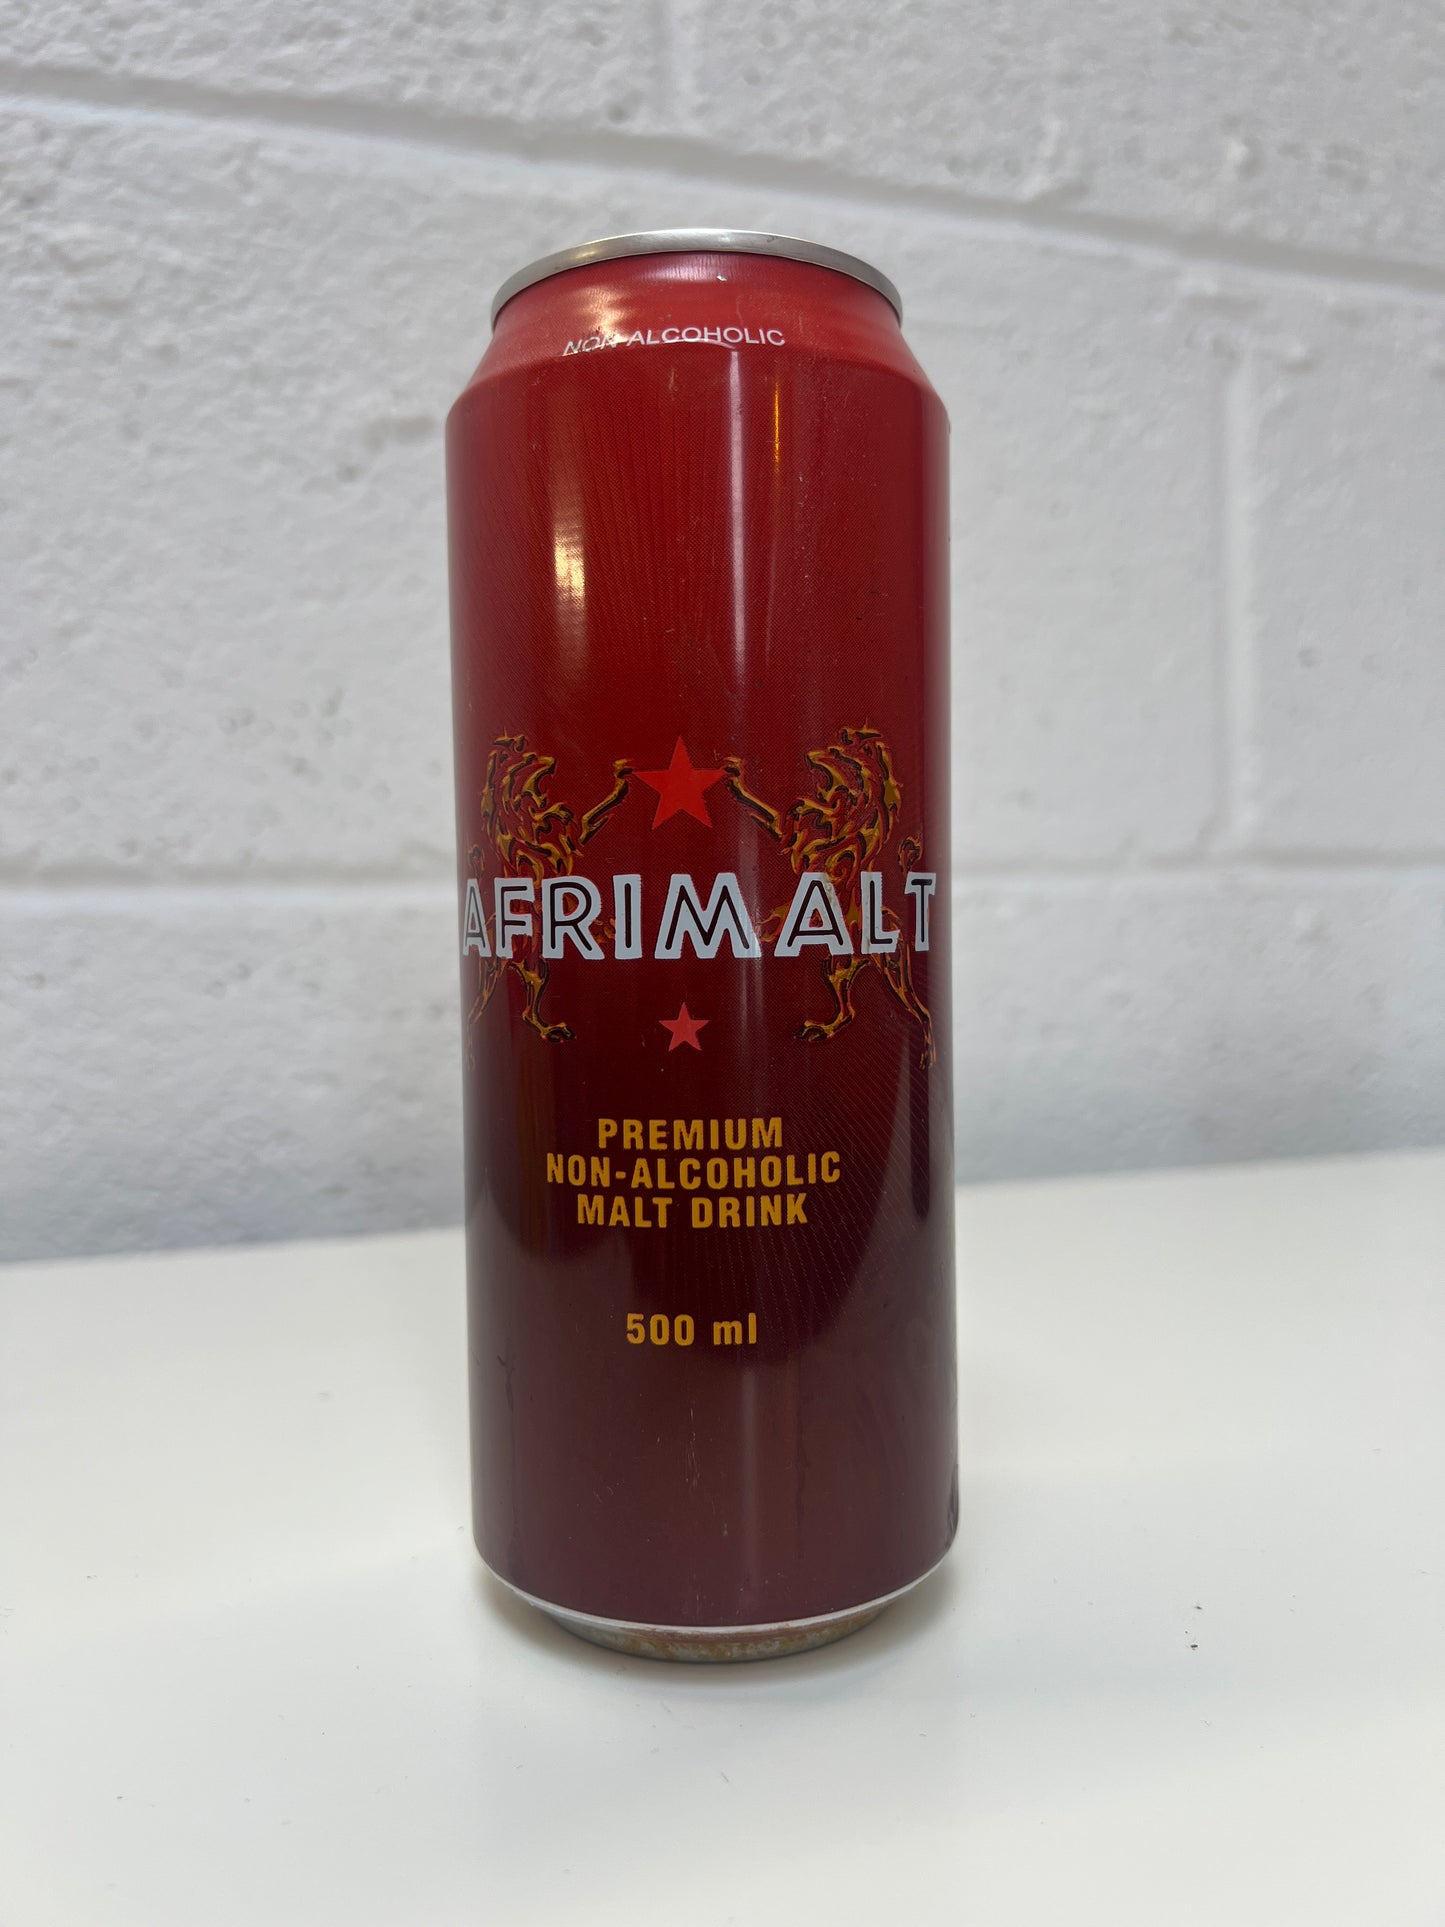 NON-ALCOHOLIC
AFRIMALT
PREMIUM
NON-ALCOHOLIC
MALT DRINK
500 ml